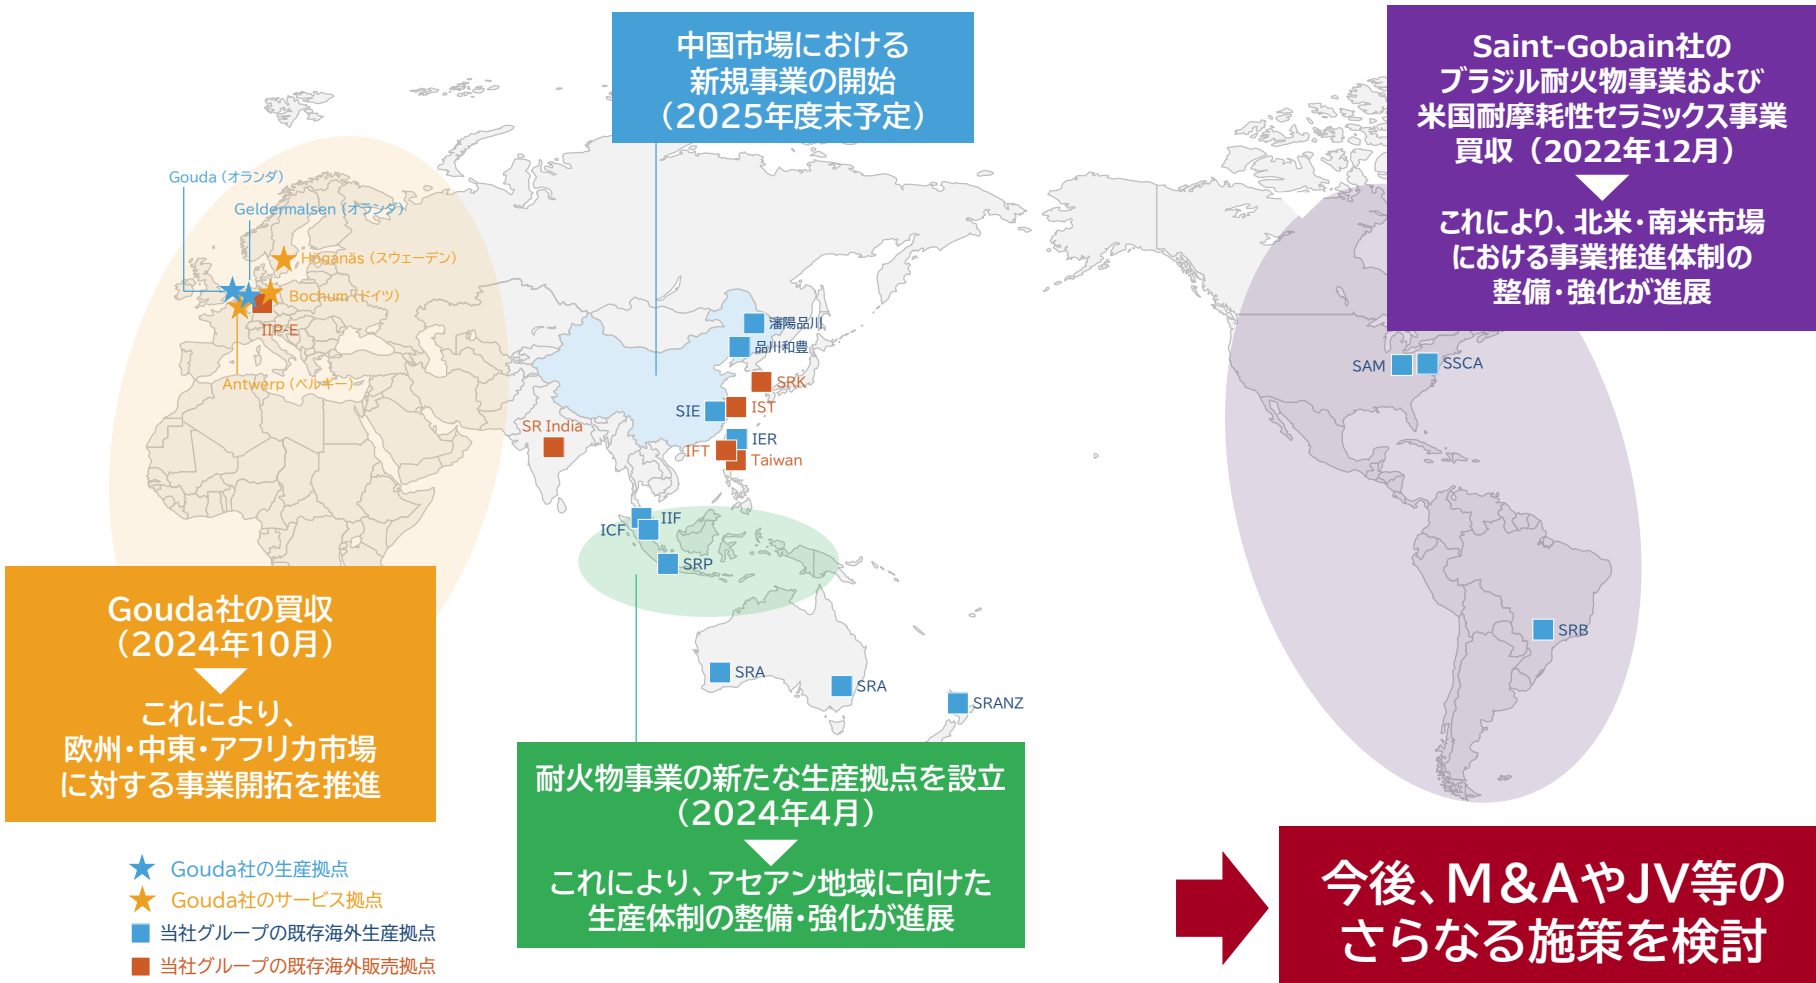 中国市場における
新規事業の開始
（2025年度末予定）
Saint-Gobain社の
ブラジル耐火物事業および
米国耐摩耗性セラミックス事業
買収（2022年12月）
これにより、北米・南米市場
における事業推進体制の
整備・強化が進展
Gouda（オランダ）
Geldermalsen（オランダ）
Höganäs（スウェーデン）
Bochum（ドイツ）
IIP-E
Antwerp（ベルギー）
瀋陽品川
品川和豊
SRK
SIE
IST
SR India
IER
IFT
Taiwan
IIF
ICF
SRP
SRA
SRA
SRANZ
SAM
SSCA
SRB
Gouda社の買収
（2024年10月）
これにより、
欧州・中東・アフリカ市場
に対する事業開拓を推進
耐火物事業の新たな生産拠点を設立
（2024年4月）
これにより、アセアン地域に向けた
生産体制の整備・強化が進展
Gouda社の生産拠点
Gouda社のサービス拠点
当社グループの既存海外生産拠点
当社グループの既存海外販売拠点
今後、M＆AやJV等の
さらなる施策を検討